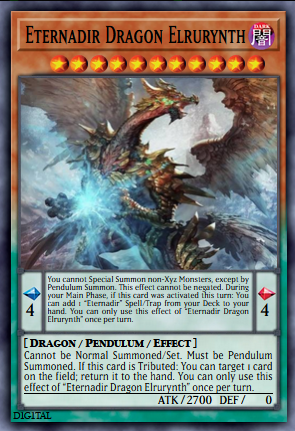 ETERNADIR DRAGON ELRURYNTH
DARK
闇
You cannot Special Summon non-Xyz Monsters, except by
Pendulum Summon. This effect cannot be negated. During
your Main Phase, if this card was activated this turn: You
can add 1 "Eternadir" Spell/Trap from your Deck to your
hand. You can only use this effect of "Eternadir Dragon
Elrurynth" once per turn.
4
4
[ DRAGON / PENDULUM / EFFECT ]
Cannot be Normal Summoned/Set. Must be Pendulum
Summoned. If this card is Tributed: You can target 1 card
on the field; return it to the hand. You can only use this
effect of "Eternadir Dragon Elrurynth" once per turn.
ATK / 2700 DEF / 0
DIG1TAL